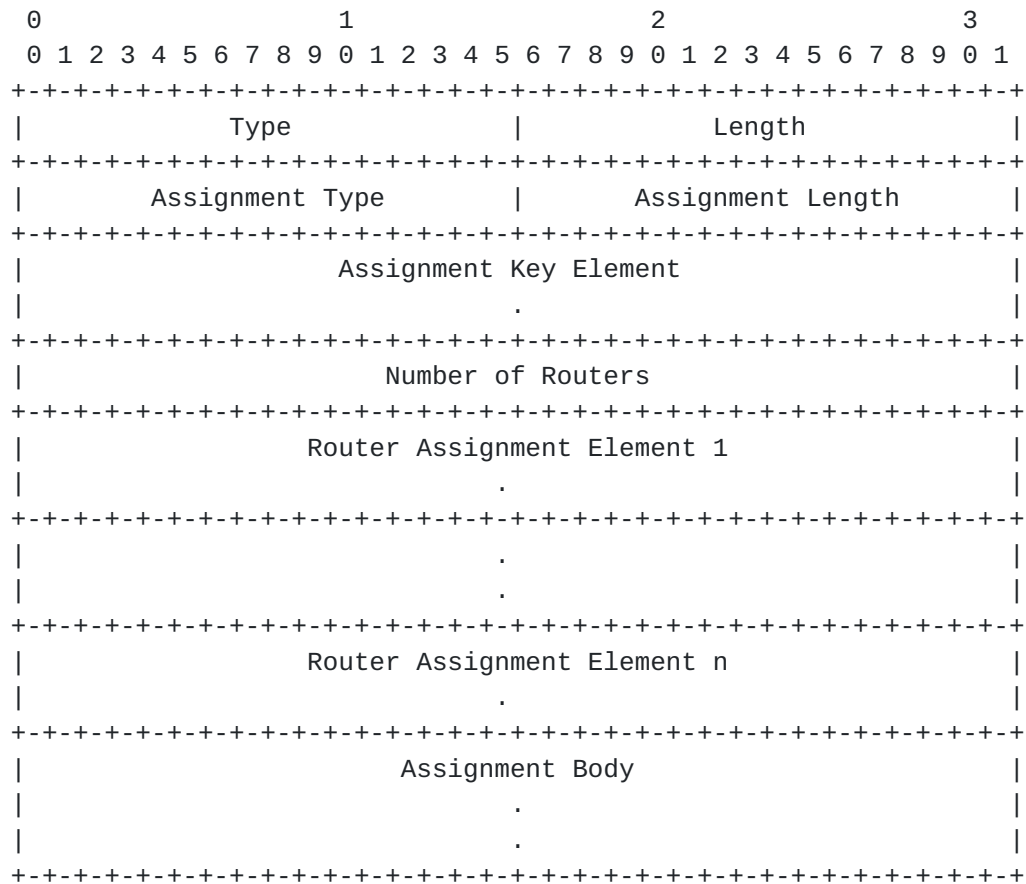 0                   1                   2                   3
 0 1 2 3 4 5 6 7 8 9 0 1 2 3 4 5 6 7 8 9 0 1 2 3 4 5 6 7 8 9 0 1
+-+-+-+-+-+-+-+-+-+-+-+-+-+-+-+-+-+-+-+-+-+-+-+-+-+-+-+-+-+-+-+-+
|             Type              |            Length             |
+-+-+-+-+-+-+-+-+-+-+-+-+-+-+-+-+-+-+-+-+-+-+-+-+-+-+-+-+-+-+-+-+
|        Assignment Type        |       Assignment Length       |
+-+-+-+-+-+-+-+-+-+-+-+-+-+-+-+-+-+-+-+-+-+-+-+-+-+-+-+-+-+-+-+-+
|                    Assignment Key Element                     |
|                               .                               |
+-+-+-+-+-+-+-+-+-+-+-+-+-+-+-+-+-+-+-+-+-+-+-+-+-+-+-+-+-+-+-+-+
|                       Number of Routers                       |
+-+-+-+-+-+-+-+-+-+-+-+-+-+-+-+-+-+-+-+-+-+-+-+-+-+-+-+-+-+-+-+-+
|                  Router Assignment Element 1                  |
|                              .                                |
+-+-+-+-+-+-+-+-+-+-+-+-+-+-+-+-+-+-+-+-+-+-+-+-+-+-+-+-+-+-+-+-+
|                              .                                |
|                              .                                |
+-+-+-+-+-+-+-+-+-+-+-+-+-+-+-+-+-+-+-+-+-+-+-+-+-+-+-+-+-+-+-+-+
|                  Router Assignment Element n                  |
|                              .                                |
+-+-+-+-+-+-+-+-+-+-+-+-+-+-+-+-+-+-+-+-+-+-+-+-+-+-+-+-+-+-+-+-+
|                        Assignment Body                        |
|                               .                               |
|                               .                               |
+-+-+-+-+-+-+-+-+-+-+-+-+-+-+-+-+-+-+-+-+-+-+-+-+-+-+-+-+-+-+-+-+